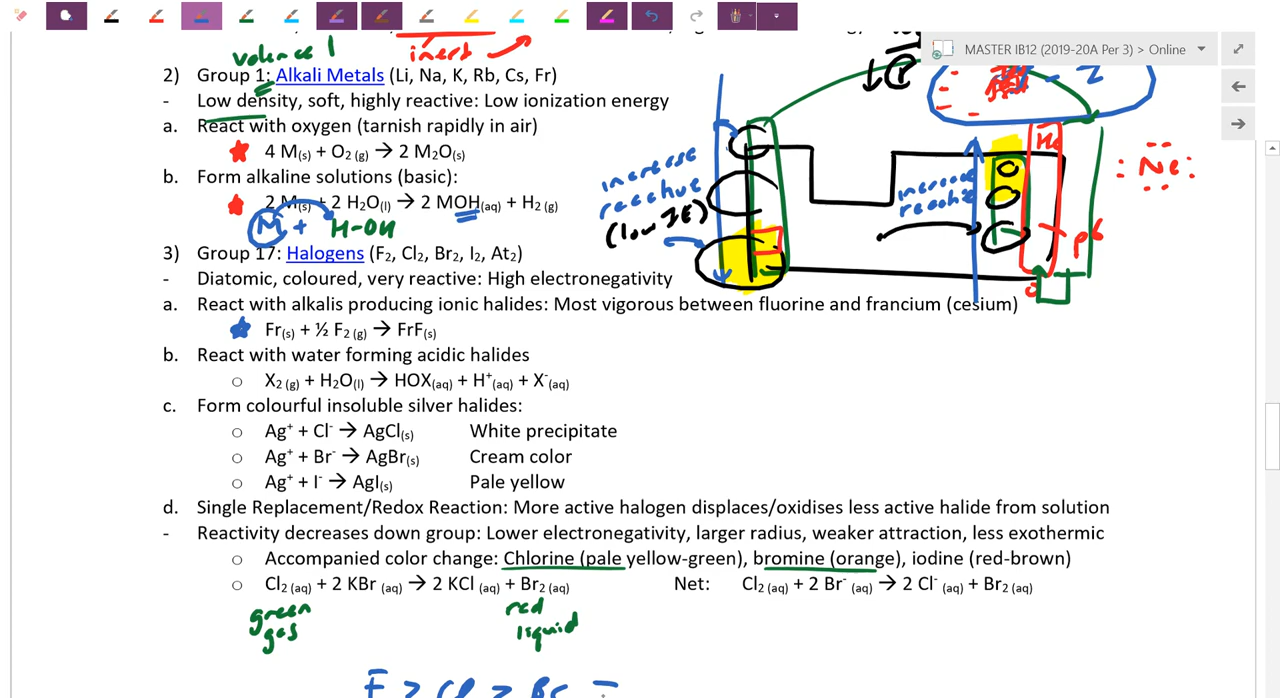 MASTER IB12 (2019-20A Per 3) > Online
valence 1
inert
2) Group 1: Alkali Metals (Li, Na, K, Rb, Cs, Fr)
- Low density, soft, highly reactive: Low ionization energy
a. React with oxygen (tarnish rapidly in air)
4 M(s) + O2 (g) → 2 M2O(s)
b. Form alkaline solutions (basic):
2 M(s) + 2 H2O(l) → 2 MOH(aq) + H2 (g)
M + H-OH
increase
(low IE)
He
: Ne :
3) Group 17: Halogens (F2, Cl2, Br2, I2, At2)
- Diatomic, coloured, very reactive: High electronegativity
a. React with alkalis producing ionic halides: Most vigorous between fluorine and francium (cesium)
Fr(s) + ½ F2 (g) → FrF(s)
b. React with water forming acidic halides
○ X2 (g) + H2O(l) → HOX(aq) + H+(aq) + X-(aq)
c. Form colourful insoluble silver halides:
○ Ag+ + Cl- → AgCl(s) White precipitate
○ Ag+ + Br- → AgBr(s) Cream color
○ Ag+ + I- → AgI(s) Pale yellow
d. Single Replacement/Redox Reaction: More active halogen displaces/oxidises less active halide from solution
- Reactivity decreases down group: Lower electronegativity, larger radius, weaker attraction, less exothermic
○ Accompanied color change: Chlorine (pale yellow-green), bromine (orange), iodine (red-brown)
○ Cl2 (aq) + 2 KBr (aq) → 2 KCl (aq) + Br2 (aq) Net: Cl2 (aq) + 2 Br- (aq) → 2 Cl- (aq) + Br2 (aq)
green gas
red liquid
F > Cl > Br